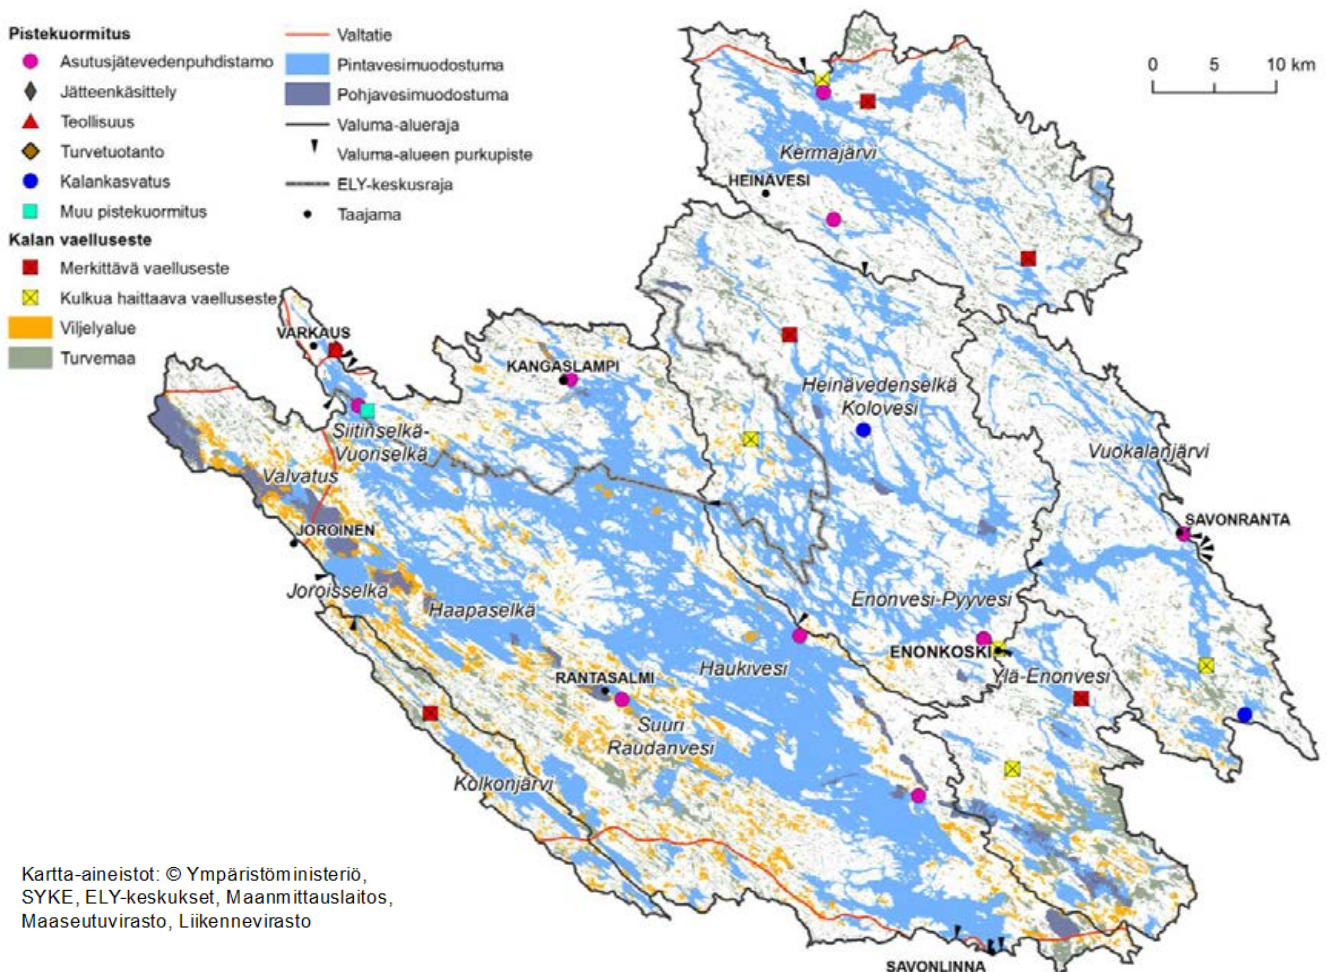 Pistekuormitus
Asutusjätevedenpuhdistamo
Jätteenkäsittely
Teollisuus
Turvetuotanto
Kalankasvatus
Muu pistekuormitus
Kalan vaelluseste
Merkittävä vaelluseste
Kulkua haittaava vaelluseste
Viljelyalue
Turvemaa
Valtatie
Pintavesimuodostuma
Pohjavesimuodostuma
Valuma-alueraja
Valuma-alueen purkupiste
ELY-keskusraja
Taajama
0 5 10 km
Kermajärvi
HEINÄVESI
VARKAUS
KANGASLAMPI
Heinävedenselkä
Kolovesi
Siitinselkä-
Vuoriselkä
Vuokalanjärvi
Valvatus
SAVONRANTA
JOROINEN
Joroisselkä
Haapaselkä
Enonvesi-Pyyvesi
ENONKOSKI
Haukivesi
Ylä-Enonvesi
RANTASALMI
Suuri
Raudanvesi
Kolkonjärvi
SAVONLINNA
Kartta-aineistot: © Ympäristöministeriö,
SYKE, ELY-keskukset, Maanmittauslaitos,
Maaseutuvirasto, Liikennevirasto